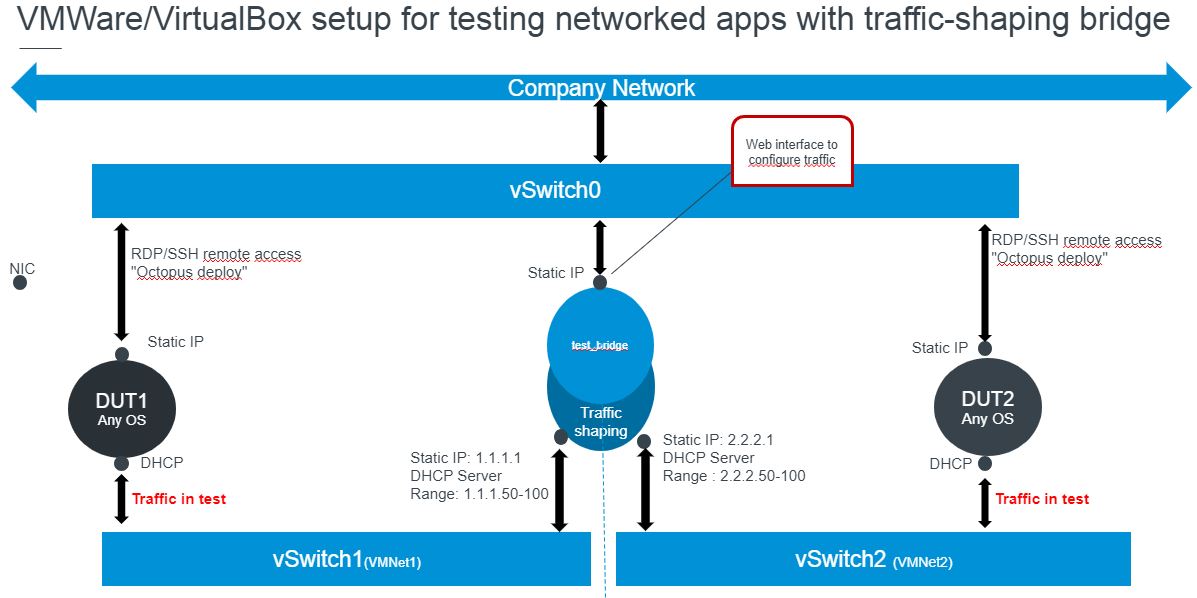 VMWare/VirtualBox setup for testing networked apps with traffic-shaping bridge
Company Network
Web interface to
configure traffic
vSwitch0
RDP/SSH remote access
"Octopus deploy"
RDP/SSH remote access
"Octopus deploy"
NIC
Static IP
Static IP
test_bridge
Static IP
DUT1
Any OS
DUT2
Any OS
Traffic
shaping
DHCP
Static IP: 1.1.1.1
DHCP Server
Range: 1.1.1.50-100
Static IP: 2.2.2.1
DHCP Server
Range : 2.2.2.50-100
DHCP
Traffic in test
Traffic in test
vSwitch1(VMNet1)
vSwitch2 (VMNet2)